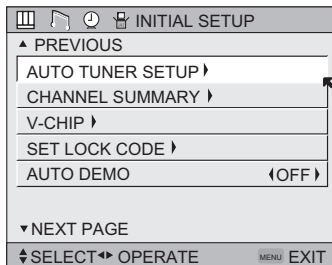 INITIAL SETUP
PREVIOUS
AUTO TUNER SETUP
CHANNEL SUMMARY
V-CHIP
SET LOCK CODE
AUTO DEMO OFF
NEXT PAGE
SELECT OPERATE MENU EXIT